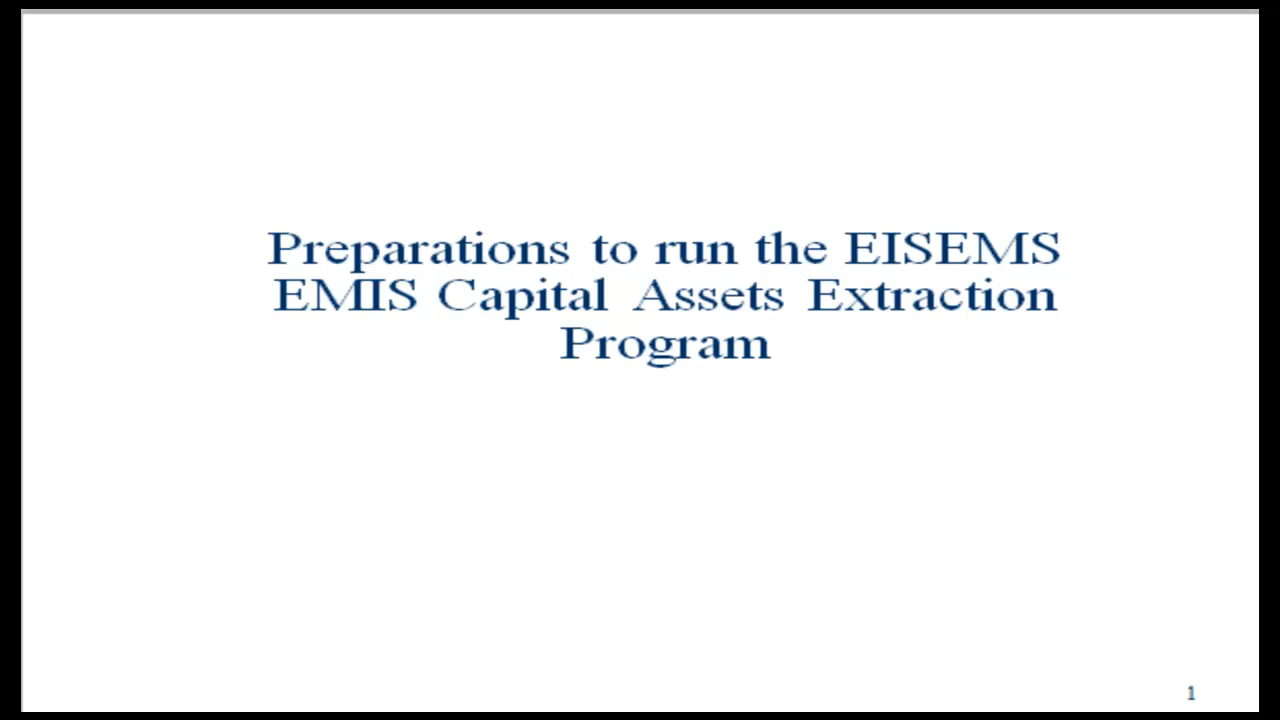 Preparations to run the EISEMS
EMIS Capital Assets Extraction
Program
1